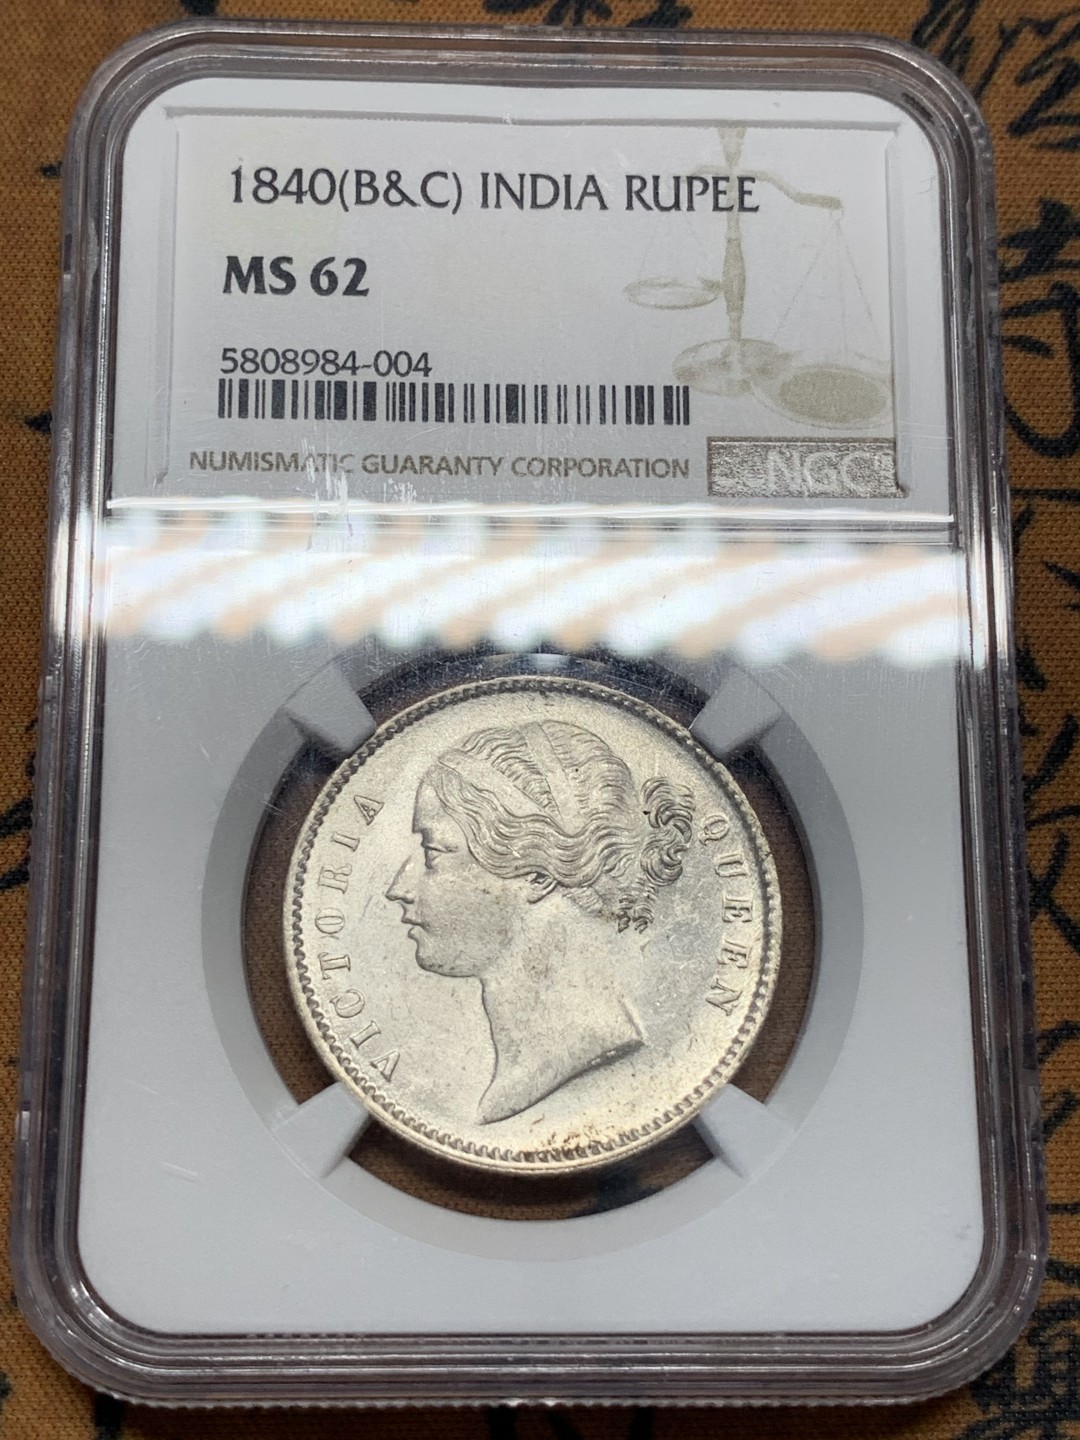 1840(B&C) INDIA RUPEE
MS 62
5808984-004
NUMISMATIC GUARANTY CORPORATION
NGC
VICTORIA QUEEN